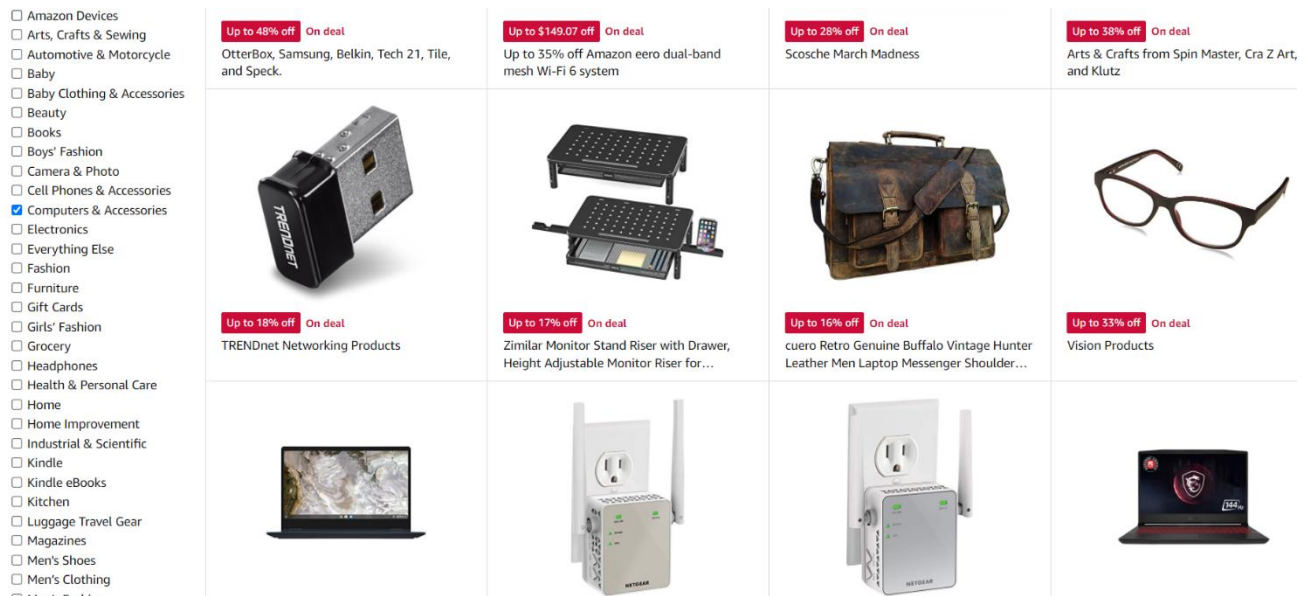 Amazon Devices
Arts, Crafts & Sewing
Automotive & Motorcycle
Baby
Baby Clothing & Accessories
Beauty
Books
Boys' Fashion
Camera & Photo
Cell Phones & Accessories
Computers & Accessories
Electronics
Everything Else
Fashion
Furniture
Gift Cards
Girls' Fashion
Grocery
Headphones
Health & Personal Care
Home
Home Improvement
Industrial & Scientific
Kindle
Kindle eBooks
Kitchen
Luggage Travel Gear
Magazines
Men's Shoes
Men's Clothing
Up to 48% off On deal
OtterBox, Samsung, Belkin, Tech 21, Tile,
and Speck.
Up to $149.07 off On deal
Up to 35% off Amazon eero dual-band
mesh Wi-Fi 6 system
Up to 28% off On deal
Scosche March Madness
Up to 38% off On deal
Arts & Crafts from Spin Master, Cra Z Art,
and Klutz
TRENDNET
Up to 18% off On deal
TRENDnet Networking Products
Up to 17% off On deal
Zimilar Monitor Stand Riser with Drawer,
Height Adjustable Monitor Riser for…
Up to 16% off On deal
cuero Retro Genuine Buffalo Vintage Hunter
Leather Men Laptop Messenger Shoulder…
Up to 33% off On deal
Vision Products
NETGEAR
NETGEAR
144Hz